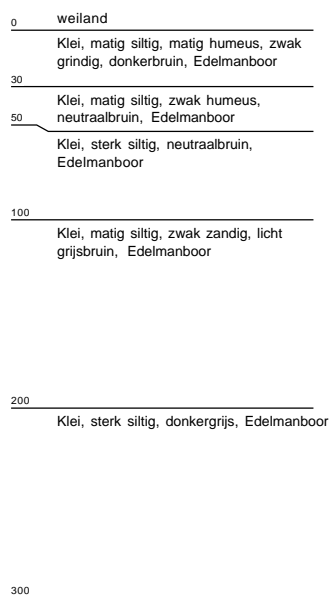 0 weiland
Klei, matig siltig, matig humeus, zwak
grindig, donkerbruin, Edelmanboor
30
Klei, matig siltig, zwak humeus,
neutraalbruin, Edelmanboor
50
Klei, sterk siltig, neutraalbruin,
Edelmanboor
100
Klei, matig siltig, zwak zandig, licht
grijsbruin, Edelmanboor
200
Klei, sterk siltig, donkergrijs, Edelmanboor
300